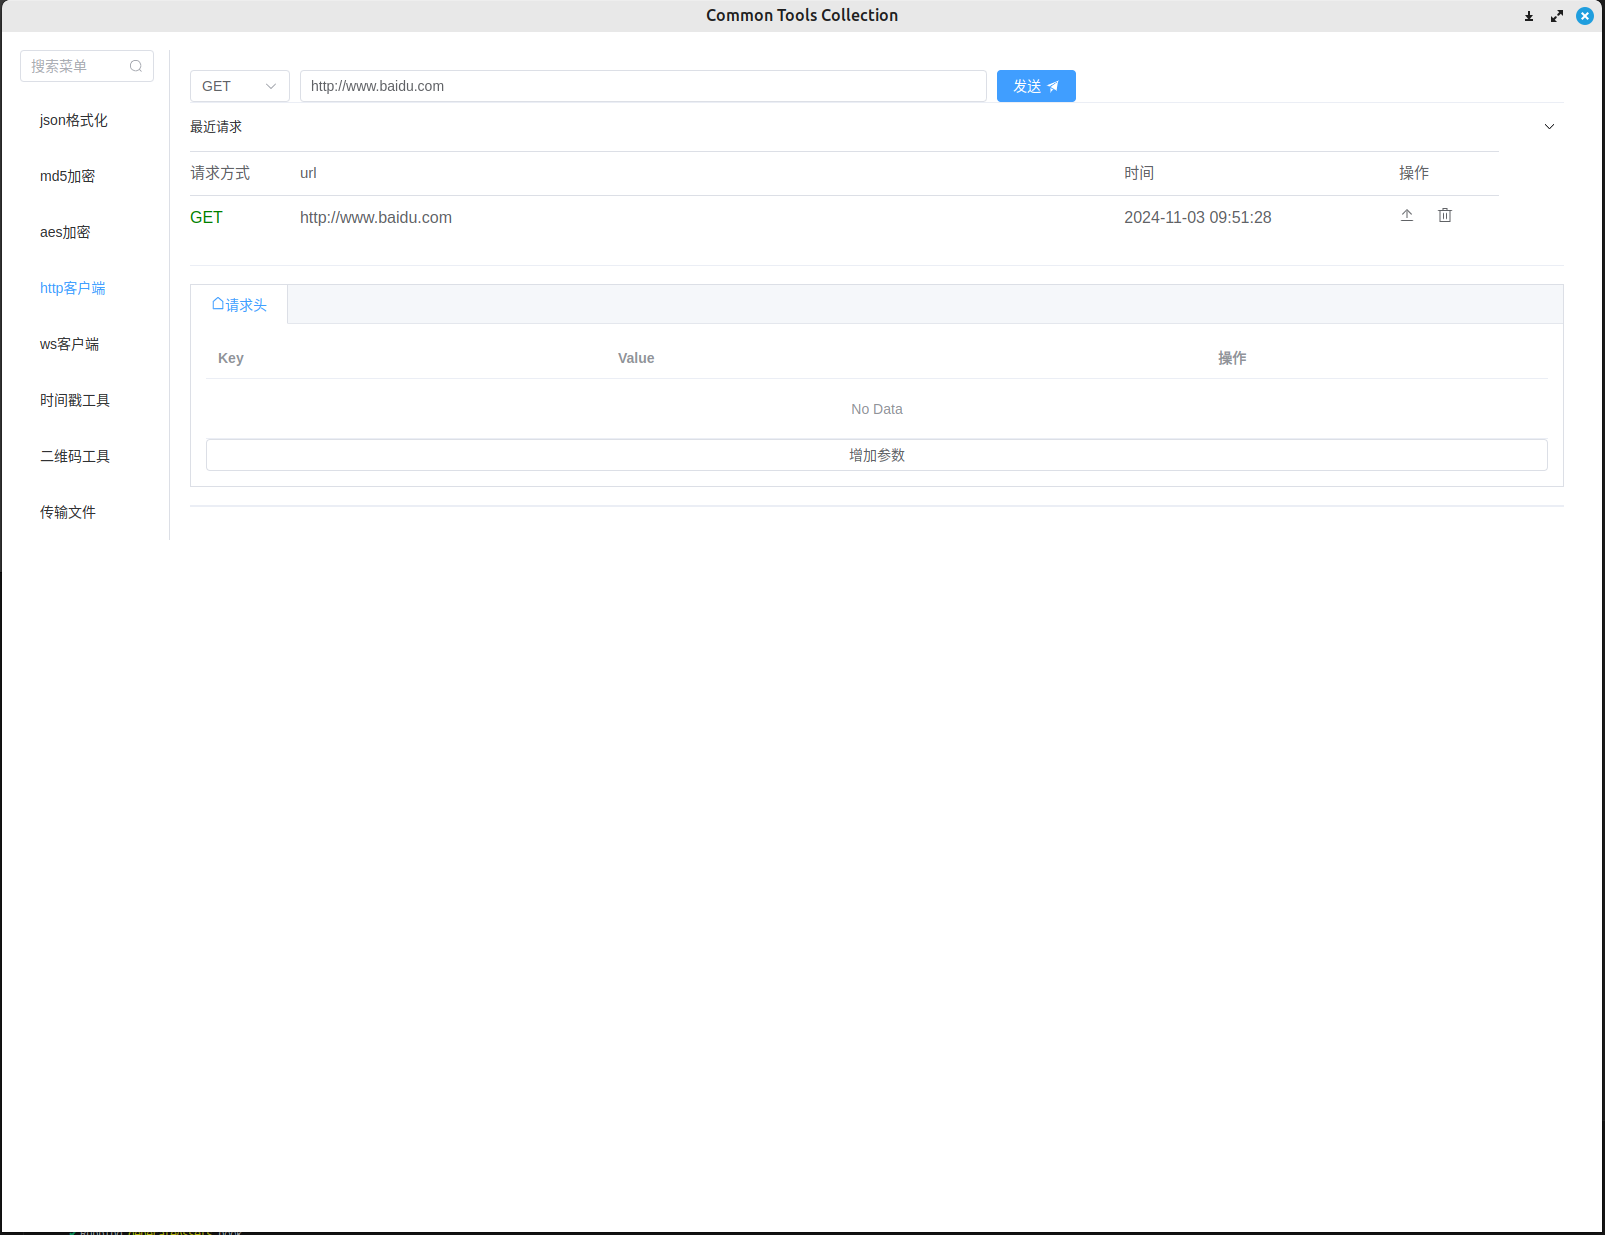 Common Tools Collection
搜索菜单
json格式化
md5加密
aes加密
http客户端
ws客户端
时间戳工具
二维码工具
传输文件
GET
http://www.baidu.com
发送
最近请求
请求方式 url 时间 操作
GET http://www.baidu.com 2024-11-03 09:51:28
请求头
Key Value 操作
No Data
增加参数